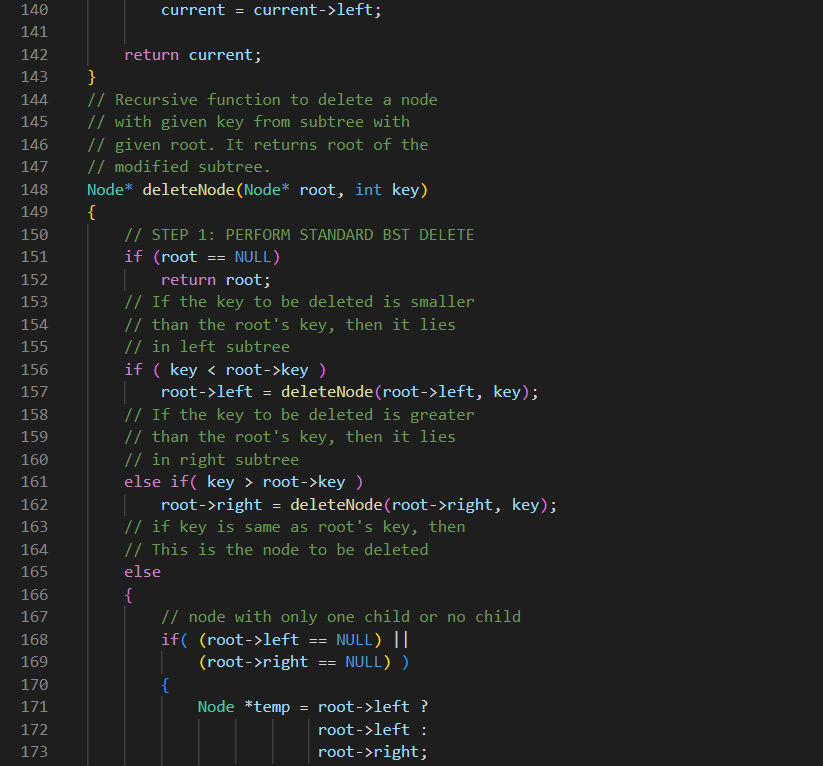 140 current = current->left;
141
142 return current;
143 }
144 // Recursive function to delete a node
145 // with given key from subtree with
146 // given root. It returns root of the
147 // modified subtree.
148 Node* deleteNode(Node* root, int key)
149 {
150 // STEP 1: PERFORM STANDARD BST DELETE
151 if (root == NULL)
152 return root;
153 // If the key to be deleted is smaller
154 // than the root's key, then it lies
155 // in left subtree
156 if ( key < root->key )
157 root->left = deleteNode(root->left, key);
158 // If the key to be deleted is greater
159 // than the root's key, then it lies
160 // in right subtree
161 else if( key > root->key )
162 root->right = deleteNode(root->right, key);
163 // if key is same as root's key, then
164 // This is the node to be deleted
165 else
166 {
167 // node with only one child or no child
168 if( (root->left == NULL) ||
169 (root->right == NULL) )
170 {
171 Node *temp = root->left ?
172 root->left :
173 root->right;